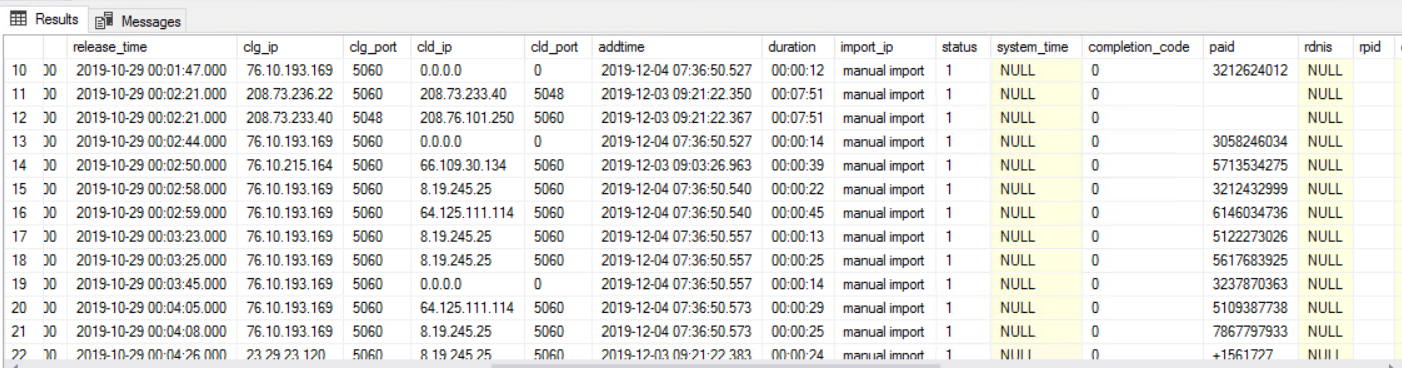 Results Messages
release_time clg_ip clg_port cld_ip cld_port addtime duration import_ip status system_time completion_code paid rdnis rpid
10 00 2019-10-29 00:01:47.000 76.10.193.169 5060 0.0.0.0 0 2019-12-04 07:36:50.527 00:00:12 manual import 1 NULL 0 3212624012 NULL
11 00 2019-10-29 00:02:21.000 208.73.236.22 5060 208.73.233.40 5048 2019-12-03 09:21:22.350 00:07:51 manual import 1 NULL 0 NULL
12 00 2019-10-29 00:02:21.000 208.73.233.40 5048 208.76.101.250 5060 2019-12-03 09:21:22.367 00:07:51 manual import 1 NULL 0 NULL
13 00 2019-10-29 00:02:44.000 76.10.193.169 5060 0.0.0.0 0 2019-12-04 07:36:50.527 00:00:14 manual import 1 NULL 0 3058246034 NULL
14 00 2019-10-29 00:02:50.000 76.10.215.164 5060 66.109.30.134 5060 2019-12-03 09:03:26.963 00:00:39 manual import 1 NULL 0 5713534275 NULL
15 00 2019-10-29 00:02:58.000 76.10.193.169 5060 8.19.245.25 5060 2019-12-04 07:36:50.540 00:00:22 manual import 1 NULL 0 3212432999 NULL
16 00 2019-10-29 00:02:59.000 76.10.193.169 5060 64.125.111.114 5060 2019-12-04 07:36:50.540 00:00:45 manual import 1 NULL 0 6146034736 NULL
17 00 2019-10-29 00:03:23.000 76.10.193.169 5060 8.19.245.25 5060 2019-12-04 07:36:50.557 00:00:13 manual import 1 NULL 0 5122273026 NULL
18 00 2019-10-29 00:03:25.000 76.10.193.169 5060 8.19.245.25 5060 2019-12-04 07:36:50.557 00:00:25 manual import 1 NULL 0 5617683925 NULL
19 00 2019-10-29 00:03:45.000 76.10.193.169 5060 0.0.0.0 0 2019-12-04 07:36:50.557 00:00:14 manual import 1 NULL 0 3237870363 NULL
20 00 2019-10-29 00:04:05.000 76.10.193.169 5060 64.125.111.114 5060 2019-12-04 07:36:50.573 00:00:29 manual import 1 NULL 0 5109387738 NULL
21 00 2019-10-29 00:04:08.000 76.10.193.169 5060 8.19.245.25 5060 2019-12-04 07:36:50.573 00:00:25 manual import 1 NULL 0 7867797933 NULL
22 00 2019-10-29 00:04:26.000 23.29.23.120 5060 8.19.245.25 5060 2019-12-03 09:21:22.383 00:00:24 manual import 1 NULL 0 +1561727 NULL